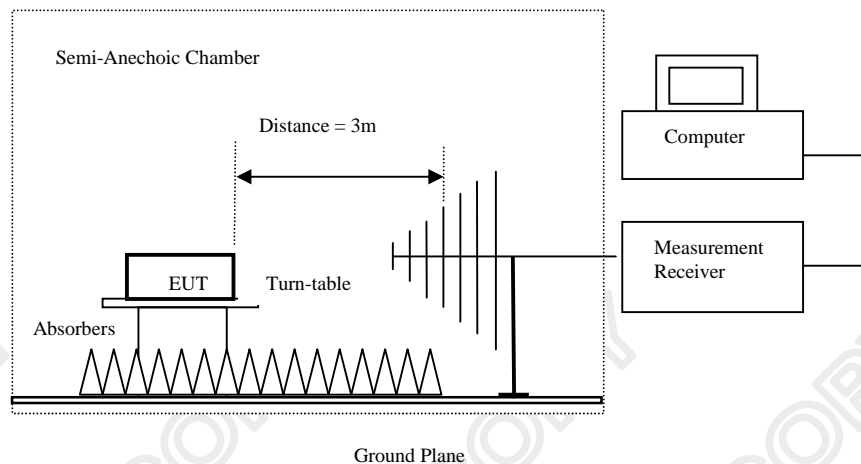 Semi-Anechoic Chamber
Distance = 3m
Computer
Measurement
Receiver
EUT
Turn-table
Absorbers
Ground Plane